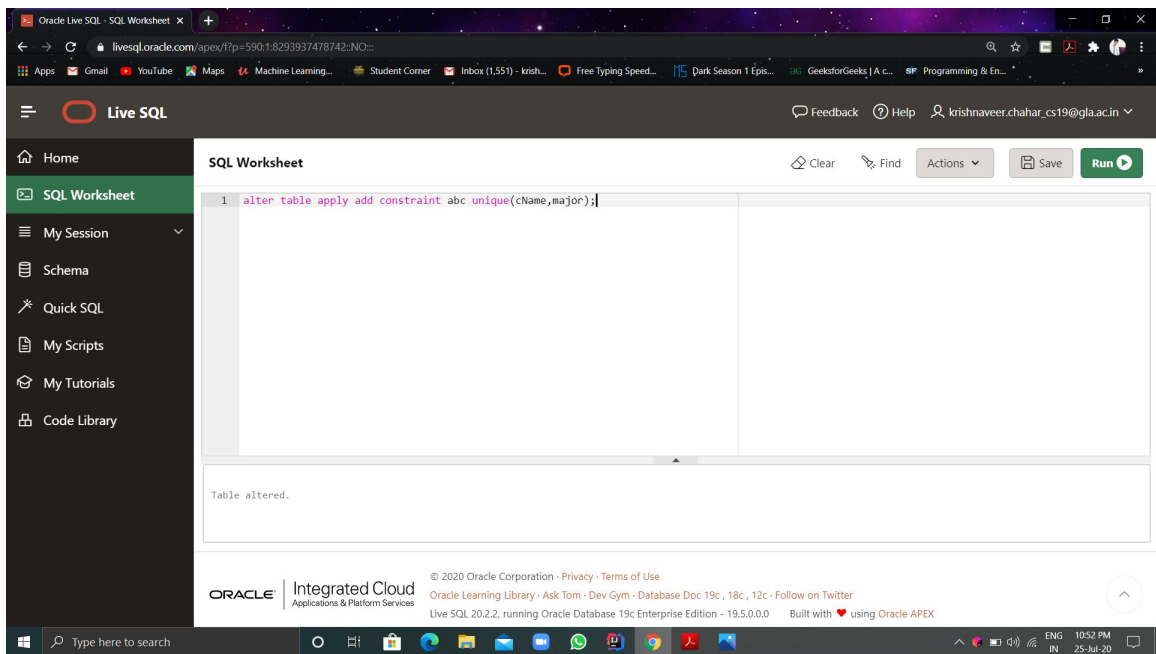 Oracle Live SQL - SQL Worksheet
livesql.oracle.com/apex/f?p=590:1:8293937478742::NO:::
Apps Gmail YouTube Maps Machine Learning... Student Corner Inbox (1,551) - krish... Free Typing Speed... Dark Season 1 Epis... GeeksforGeeks | A c... SF Programming & En... »
Live SQL
Feedback Help krishnaveer.chahar_cs19@gla.ac.in
Home
SQL Worksheet
My Session
Schema
Quick SQL
My Scripts
My Tutorials
Code Library
SQL Worksheet
Clear Find Actions Save Run
1 alter table apply add constraint abc unique(cName,major);
Table altered.
ORACLE Integrated Cloud
Applications & Platform Services
© 2020 Oracle Corporation · Privacy · Terms of Use
Oracle Learning Library · Ask Tom · Dev Gym · Database Doc 19c , 18c , 12c · Follow on Twitter
Live SQL 20.2.2, running Oracle Database 19c Enterprise Edition - 19.5.0.0.0 Built with ❤ using Oracle APEX
Type here to search
ENG
IN
10:52 PM
25-Jul-20